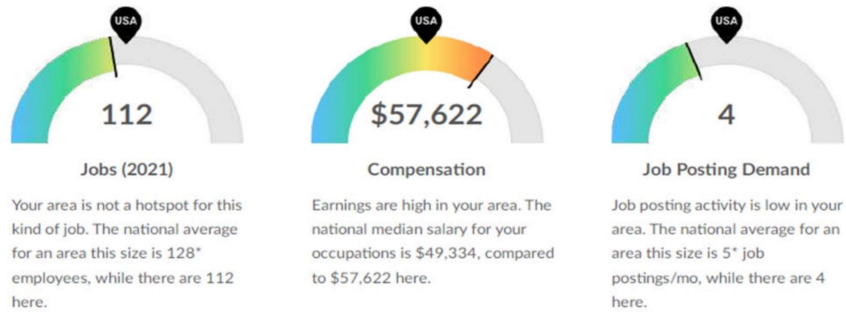 USA
112
Jobs (2021)
Your area is not a hotspot for this
kind of job. The national average
for an area this size is 128*
employees, while there are 112
here.
USA
$57,622
Compensation
Earnings are high in your area. The
national median salary for your
occupations is $49,334, compared
to $57,622 here.
USA
4
Job Posting Demand
Job posting activity is low in your
area. The national average for an
area this size is 5* job
postings/mo, while there are 4
here.